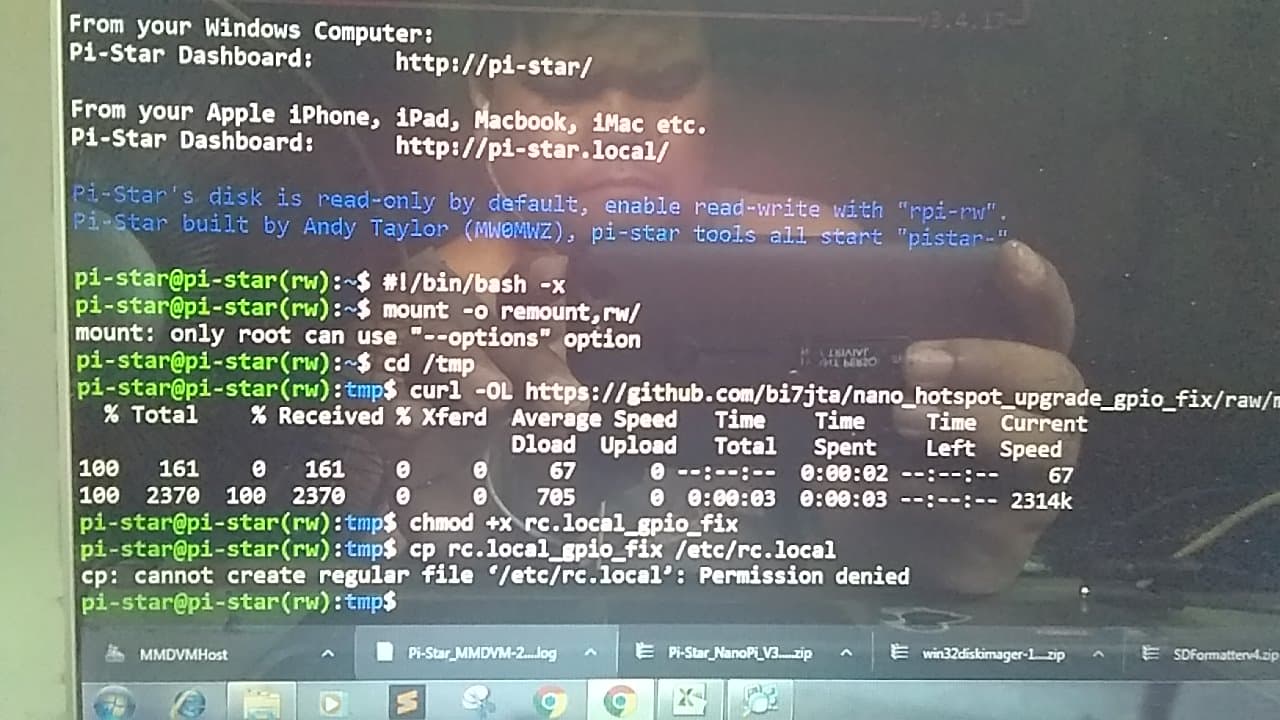 v3.4.17
From your Windows Computer:
Pi-Star Dashboard: http://pi-star/
From your Apple iPhone, iPad, Macbook, iMac etc.
Pi-Star Dashboard: http://pi-star.local/
Pi-Star's disk is read-only by default, enable read-write with "rpi-rw".
Pi-Star built by Andy Taylor (MW0MWZ), pi-star tools all start "pistar-"
pi-star@pi-star(rw):~$ #!/bin/bash -x
pi-star@pi-star(rw):~$ mount -o remount,rw/
mount: only root can use "--options" option
pi-star@pi-star(rw):~$ cd /tmp
pi-star@pi-star(rw):tmp$ curl -OL https://github.com/bi7jta/nano_hotspot_upgrade_gpio_fix/raw/
% Total % Received % Xferd Average Speed Time Time Time Current
Dload Upload Total Spent Left Speed
100 161 0 161 0 0 67 0 --:--:-- 0:00:02 --:--:-- 67
100 2370 100 2370 0 0 705 0 0:00:03 0:00:03 --:--:-- 2314k
pi-star@pi-star(rw):tmp$ chmod +x rc.local_gpio_fix
pi-star@pi-star(rw):tmp$ cp rc.local_gpio_fix /etc/rc.local
cp: cannot create regular file ‘/etc/rc.local’: Permission denied
pi-star@pi-star(rw):tmp$
MMDVMHost Pi-Star_MMDVM-2....log Pi-Star_NanoPi_V3.....zip win32diskimager-1....zip SDFormatterv4.zip